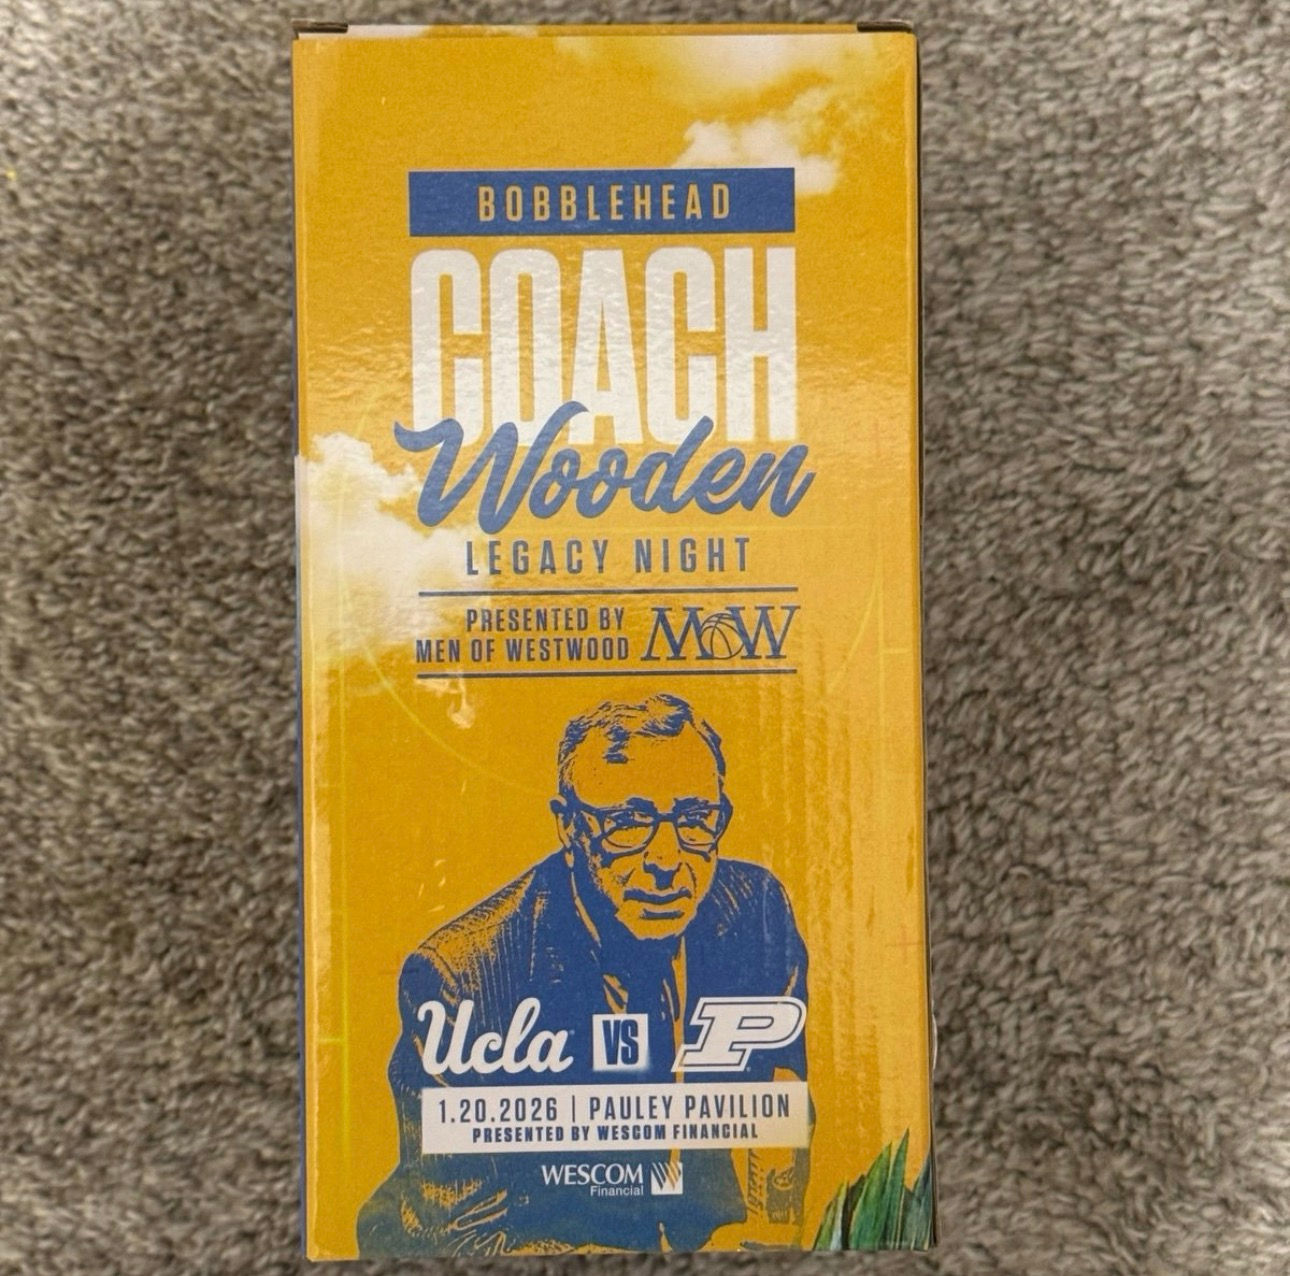 BOBBLEHEAD
COACH
Wooden
LEGACY NIGHT
PRESENTED BY
MEN OF WESTWOOD MOW
Ucla VS P
1.20.2026 | PAULEY PAVILION
PRESENTED BY WESCOM FINANCIAL
WESCOM
Financial